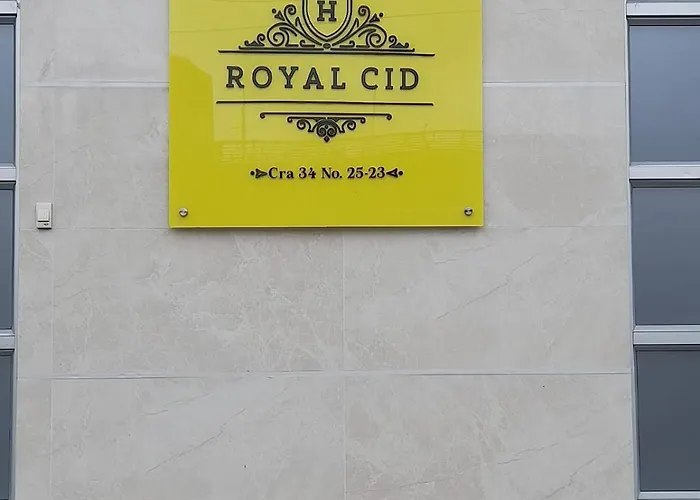 H
ROYAL CID
Cra 34 No. 25-23